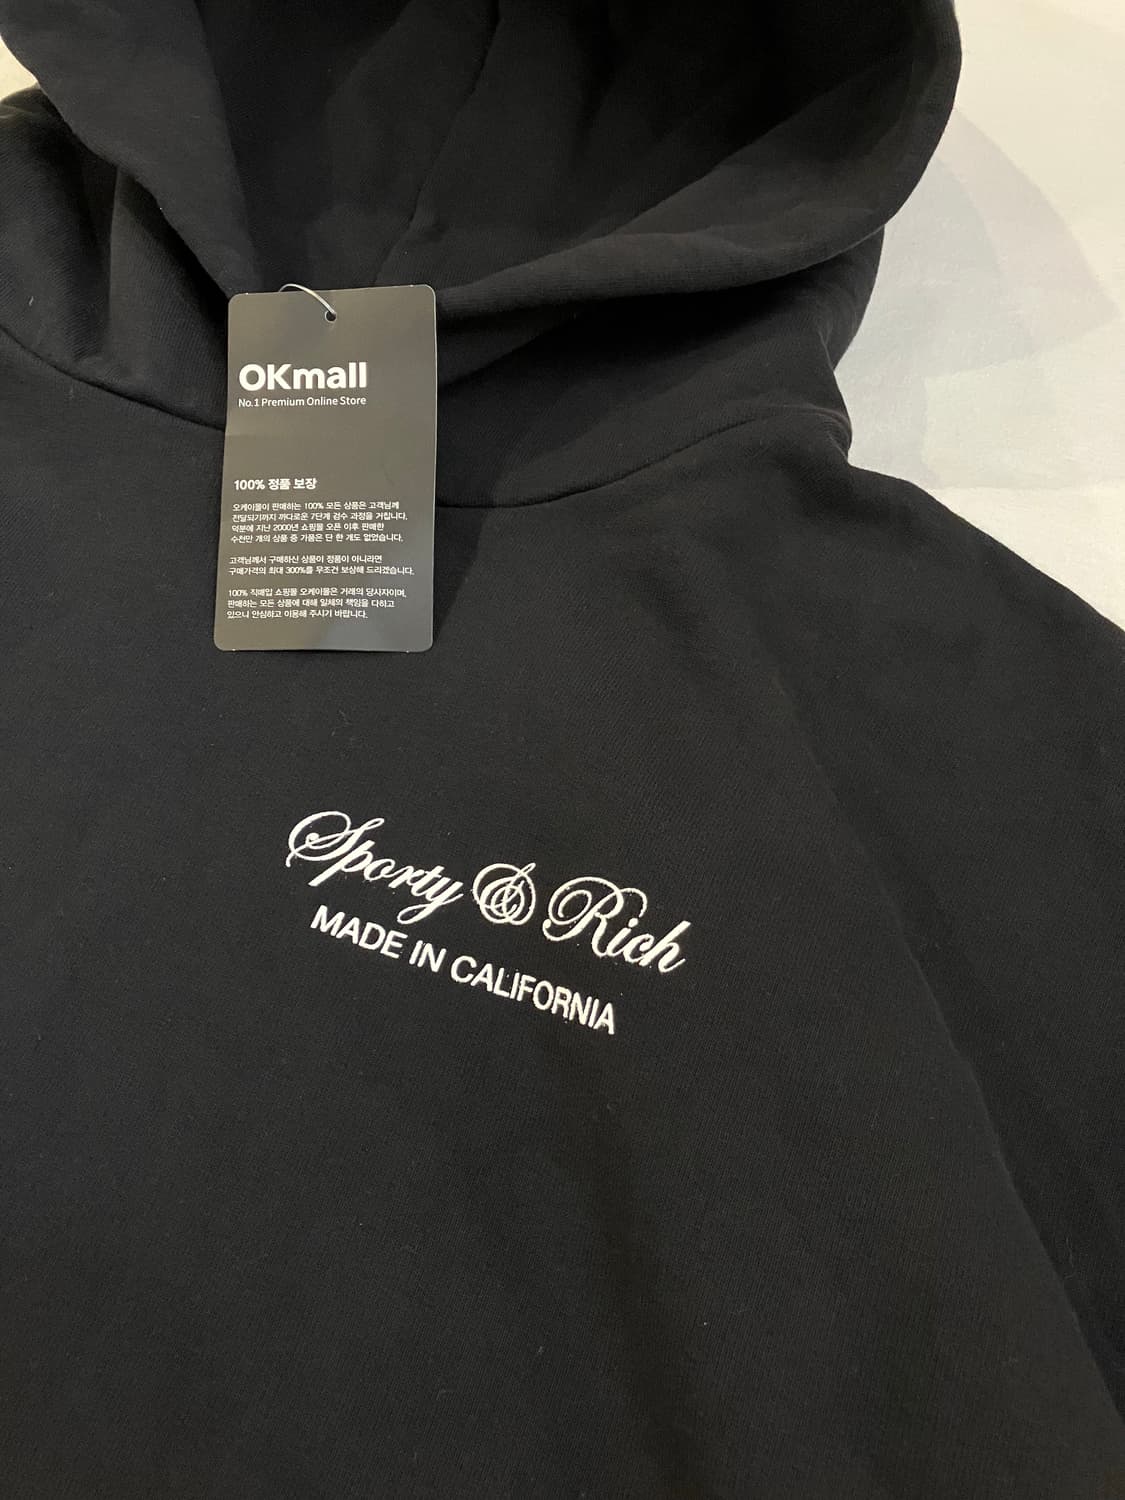 OKmall
No.1 Premium Online Store
100% 정품 보장
오케이몰이 판매하는 100% 모든 상품은 고객님께
전달되기까지 까다로운 7단계 검수 과정을 거칩니다.
덕분에 지난 2000년 쇼핑몰 오픈 이후 판매한
수천만 개의 상품 중 가품은 단 한 개도 없었습니다.
고객님께서 구매하신 상품이 정품이 아니라면
구매가격의 최대 300%를 무조건 보상해 드리겠습니다.
100% 직매입 쇼핑몰 오케이몰은 거래의 당사자이며,
판매하는 모든 상품에 대해 일체의 책임을 다하고
있으니 안심하고 이용해 주시기 바랍니다.
Sporty & Rich
MADE IN CALIFORNIA